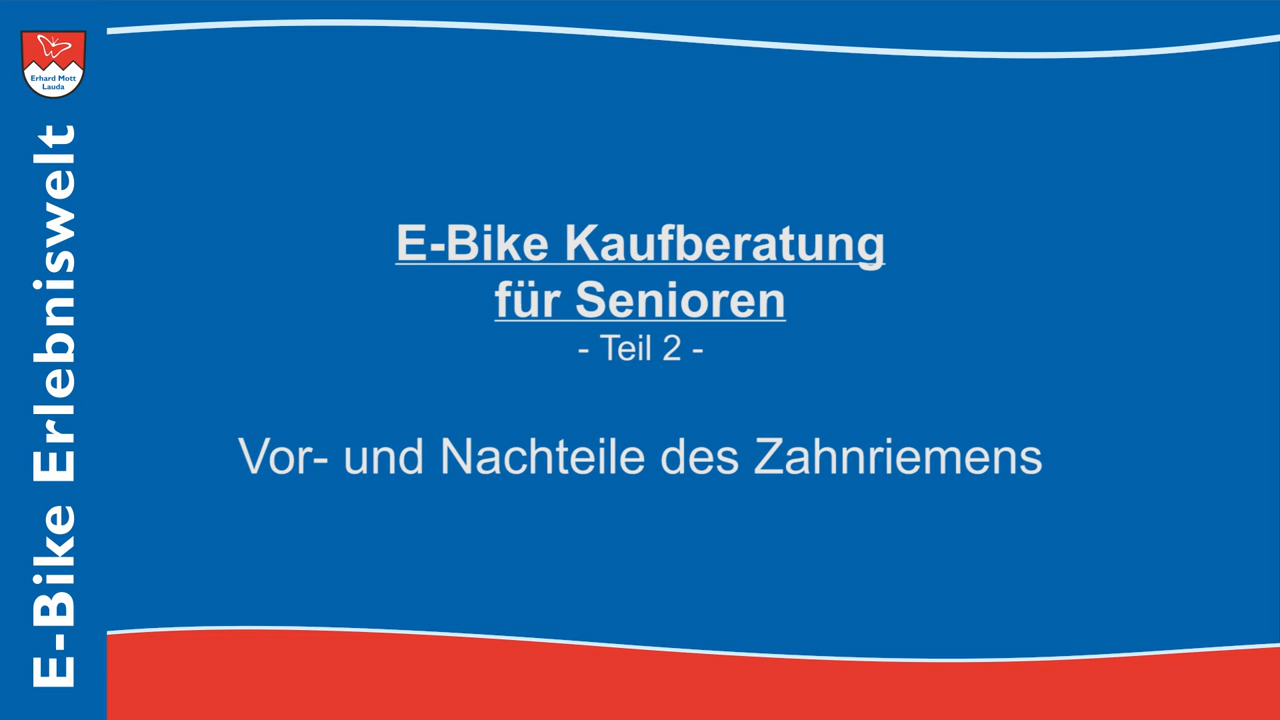 Erhard Mott
Lauda
E-Bike Erlebniswelt
E-Bike Kaufberatung
für Senioren
- Teil 2 -
Vor- und Nachteile des Zahnriemens